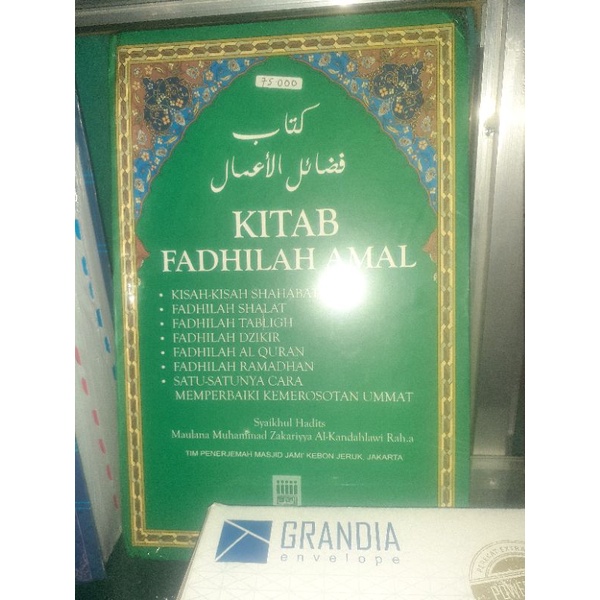 75 000
كتاب
فضائل الأعمال
KITAB
FADHILAH AMAL
• KISAH-KISAH SHAHABAT
• FADHILAH SHALAT
• FADHILAH TABLIGH
• FADHILAH DZIKIR
• FADHILAH AL QURAN
• FADHILAH RAMADHAN
• SATU-SATUNYA CARA
MEMPERBAIKI KEMEROSOTAN UMMAT
Syaikhul Hadits
Maulana Muhammad Zakariyya Al-Kandahlawi Rah.a
TIM PENERJEMAH MASJID JAMI' KEBON JERUK, JAKARTA
GRANDIA
envelope